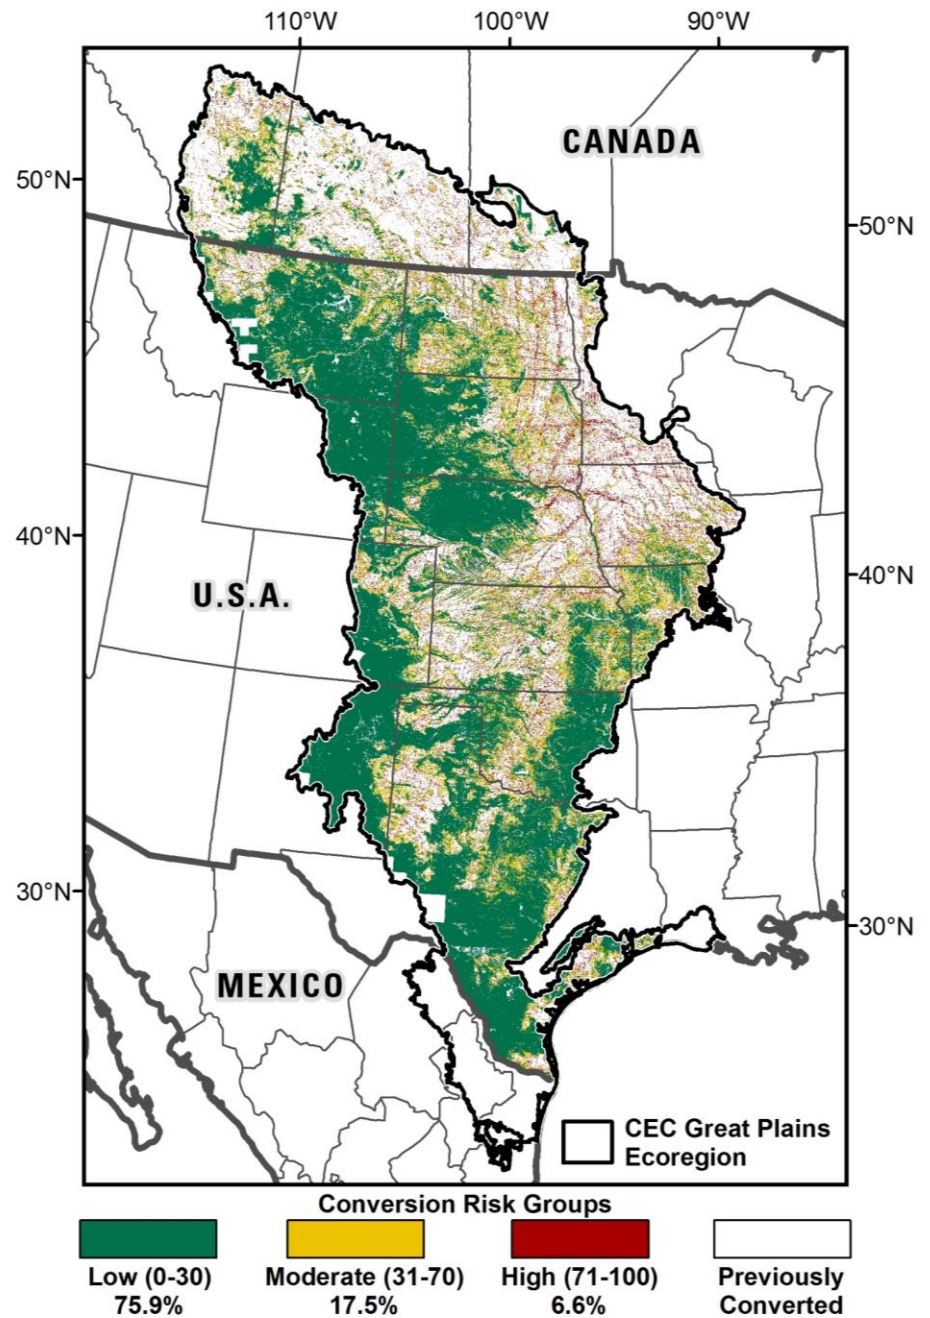 110°W 100°W 90°W
CANADA
50°N
50°N
40°N
40°N
U.S.A.
30°N
30°N
MEXICO
CEC Great Plains
Ecoregion
Conversion Risk Groups
Low (0-30) Moderate (31-70) High (71-100) Previously
75.9% 17.5% 6.6% Converted